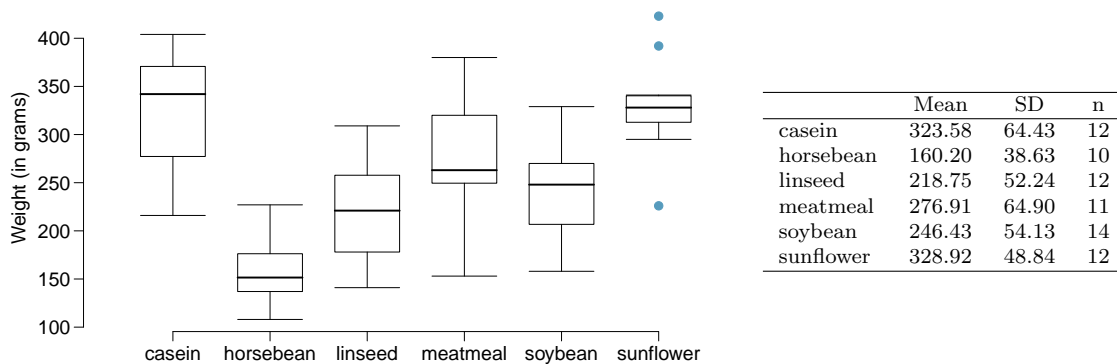 Weight (in grams)
400
350
300
250
200
150
100
casein horsebean linseed meatmeal soybean sunflower
Mean SD n
casein 323.58 64.43 12
horsebean 160.20 38.63 10
linseed 218.75 52.24 12
meatmeal 276.91 64.90 11
soybean 246.43 54.13 14
sunflower 328.92 48.84 12